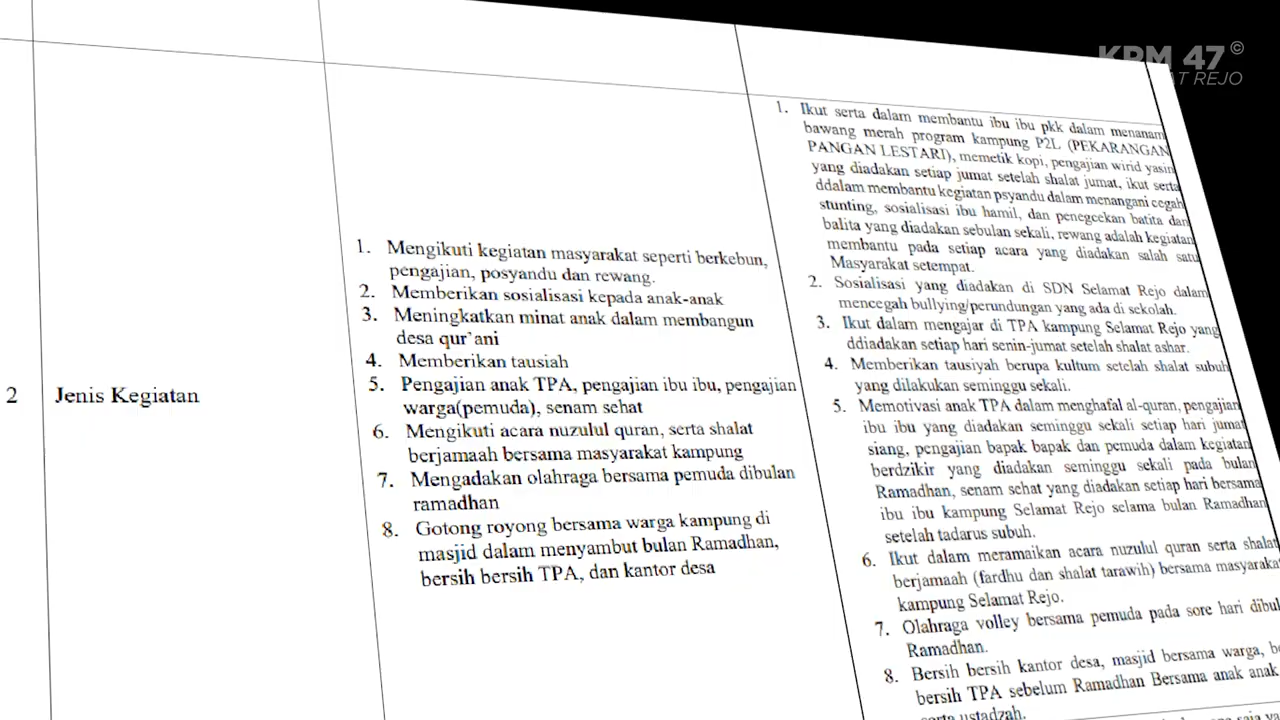 KPM 47©
AT REJO
2
Jenis Kegiatan
1. Mengikuti kegiatan masyarakat seperti berkebun,
pengajian, posyandu dan rewang.
2. Memberikan sosialisasi kepada anak-anak
3. Meningkatkan minat anak dalam membangun
desa qur’ani
4. Memberikan tausiah
5. Pengajian anak TPA, pengajian ibu ibu, pengajian
warga(pemuda), senam sehat
6. Mengikuti acara nuzulul quran, serta shalat
berjamaah bersama masyarakat kampung
7. Mengadakan olahraga bersama pemuda dibulan
ramadhan
8. Gotong royong bersama warga kampung di
masjid dalam menyambut bulan Ramadhan,
bersih bersih TPA, dan kantor desa
1. Ikut serta dalam membantu ibu ibu pkk dalam menanam
bawang merah program kampung P2L (PEKARANGAN
PANGAN LESTARI), memetik kopi, pengajian wirid yasin
yang diadakan setiap jumat setelah shalat jumat, ikut serta
ddalam membantu kegiatan psyandu dalam menangani cegah
stunting, sosialisasi ibu hamil, dan penegcekan batita dan
balita yang diadakan sebulan sekali, rewang adalah kegiatan
membantu pada setiap acara yang diadakan salah satu
Masyarakat setempat.
2. Sosialisasi yang diadakan di SDN Selamat Rejo dalam
mencegah bullying/perundungan yang ada di sekolah.
3. Ikut dalam mengajar di TPA kampung Selamat Rejo yang
ddiadakan setiap hari senin-jumat setelah shalat ashar.
4. Memberikan tausiyah berupa kultum setelah shalat subuh
yang dilakukan seminggu sekali.
5. Memotivasi anak TPA dalam menghafal al-quran, pengajian
ibu ibu yang diadakan seminggu sekali setiap hari jumat
siang, pengajian bapak bapak dan pemuda dalam kegiatan
berdzikir yang diadakan seminggu sekali pada bulan
Ramadhan, senam sehat yang diadakan setiap hari bersama
ibu ibu kampung Selamat Rejo selama bulan Ramadhan
setelah tadarus subuh.
6. Ikut dalam meramaikan acara nuzulul quran serta shalat
berjamaah (fardhu dan shalat tarawih) bersama masyaraka
kampung Selamat Rejo.
7. Olahraga volley bersama pemuda pada sore hari dibul
Ramadhan.
8. Bersih bersih kantor desa, masjid bersama warga, be
bersih TPA sebelum Ramadhan Bersama anak anak
serta ustadzah.